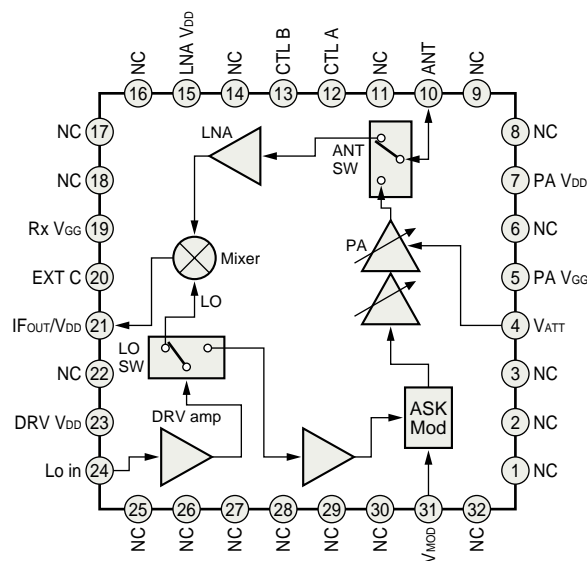 NC
LNA VDD
NC
CTL B
CTL A
NC
ANT
NC
16
15
14
13
12
11
10
9
NC
17
LNA
ANT
SW
8
NC
NC
18
7
PA VDD
Rx VGG
19
Mixer
PA
6
NC
EXT C
20
5
PA VGG
LO
IFOUT/VDD
21
4
VATT
LO
SW
NC
22
3
NC
DRV VDD
23
DRV amp
ASK
Mod
2
NC
Lo in
24
1
NC
25
26
27
28
29
30
31
32
NC
NC
NC
NC
NC
NC
VMOD
NC